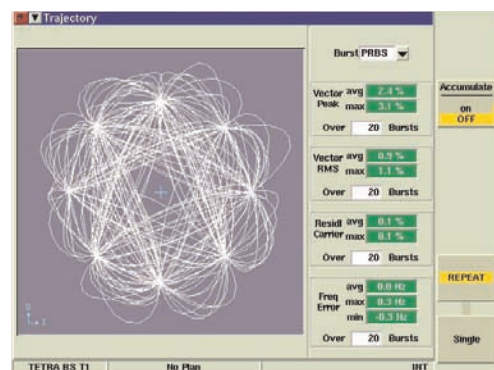 Trajectory
Burst PRBS
Vector Peak avg 2.4 %
max 3.1 %
Over 20 Bursts
Vector RMS avg 0.9 %
max 1.1 %
Over 20 Bursts
Residl Carrier avg 0.1 %
max 0.1 %
Over 20 Bursts
Freq Error avg 0.0 Hz
max 0.3 Hz
min -0.3 Hz
Over 20 Bursts
Accumulate
on
OFF
REPEAT
Single
Q
I
TETRA BS T1 No Plan INT